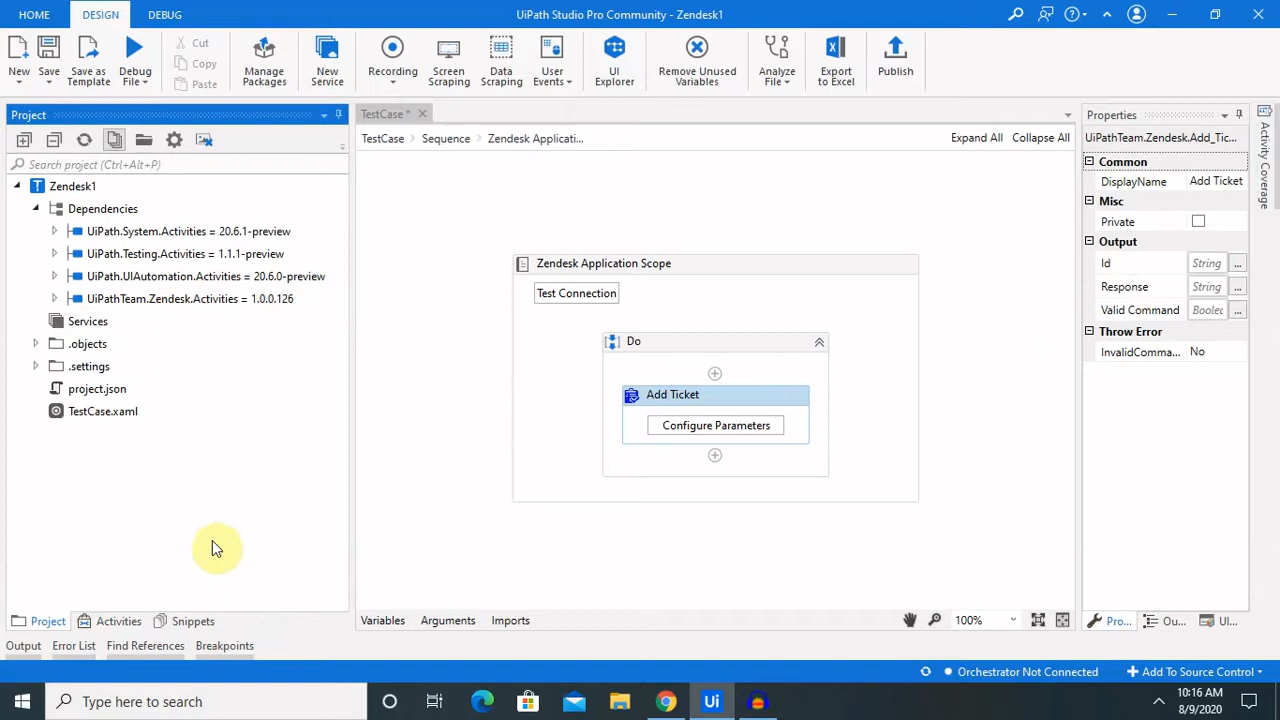 HOME DESIGN DEBUG UiPath Studio Pro Community - Zendesk1
New Save Save as Template Debug File Cut Copy Paste Manage Packages New Service Recording Screen Scraping Data Scraping User Events UI Explorer Remove Unused Variables Analyze File Export to Excel Publish
Project
Search project (Ctrl+Alt+P)
Zendesk1
Dependencies
UiPath.System.Activities = 20.6.1-preview
UiPath.Testing.Activities = 1.1.1-preview
UiPath.UIAutomation.Activities = 20.6.0-preview
UiPathTeam.Zendesk.Activities = 1.0.0.126
Services
.objects
.settings
project.json
TestCase.xaml
Project Activities Snippets
TestCase *
TestCase Sequence Zendesk Applicati... Expand All Collapse All
Zendesk Application Scope
Test Connection
Do
Add Ticket
Configure Parameters
Variables Arguments Imports 100%
Properties
UiPathTeam.Zendesk.Add_Tic...
Common
DisplayName Add Ticket
Misc
Private
Output
Id String ...
Response String ...
Valid Command Boolec ...
Throw Error
InvalidComma... No
Pro... Ou... UI...
Activity Coverage
Output Error List Find References Breakpoints
Orchestrator Not Connected Add To Source Control
Type here to search Ui 10:16 AM
8/9/2020